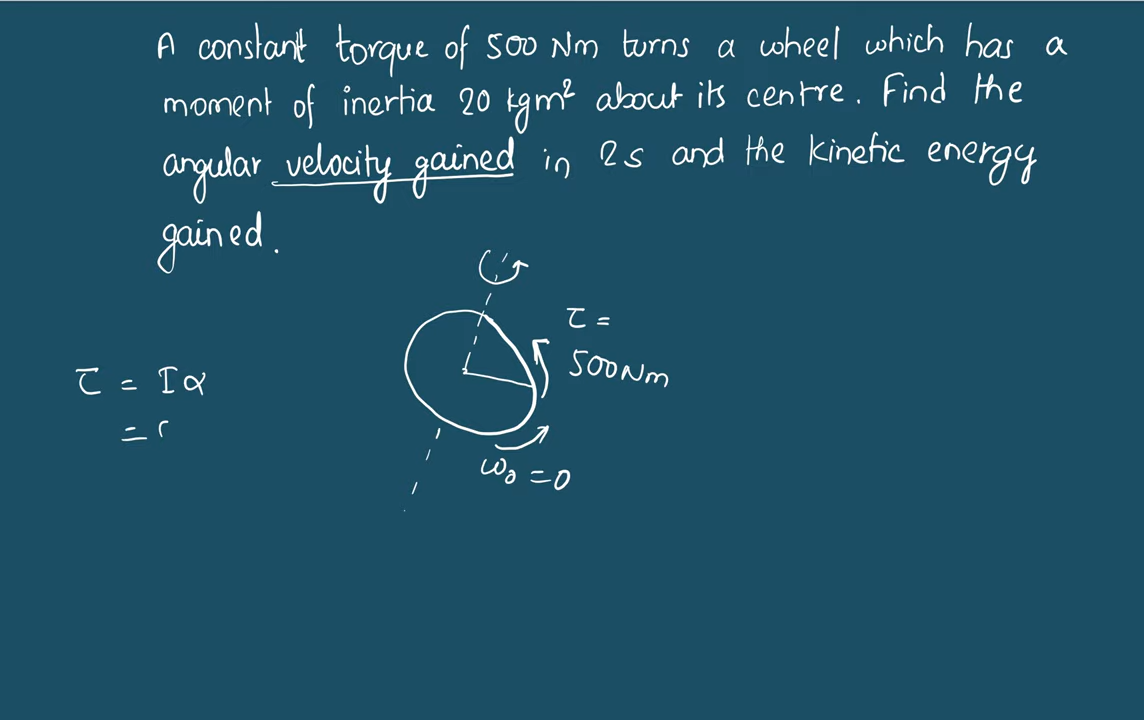 A constant torque of 500 Nm turns a wheel which has a
moment of inertia 20 kgm² about its centre. Find the
angular velocity gained in 2s and the kinetic energy
gained.
τ =
500Nm
τ = Iα
=
ω₀ = 0